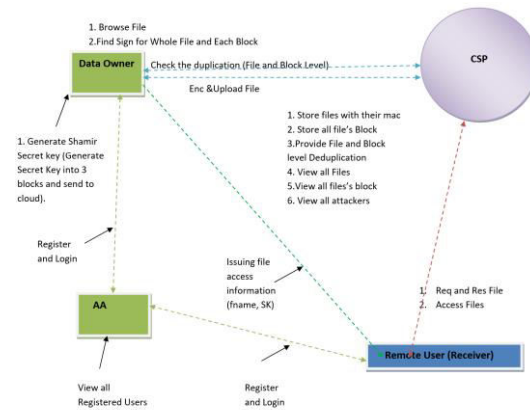 1. Browse File
2.Find Sign for Whole File and Each Block
Data Owner
Check the duplication (File and Block Level)
CSP
Enc &Upload File
1. Generate Shamir
Secret key (Generate
Secret Key into 3
blocks and send to
cloud).
1. Store files with their mac
2. Store all file's Block
3.Provide File and Block
level Deduplication
4. View all Files
5.View all files's block
6. View all attackers
Register
and Login
Issuing file
access
information
(fname, SK)
1. Req and Res File
2. Access Files
AA
Remote User (Receiver)
View all
Registered Users
Register
and Login